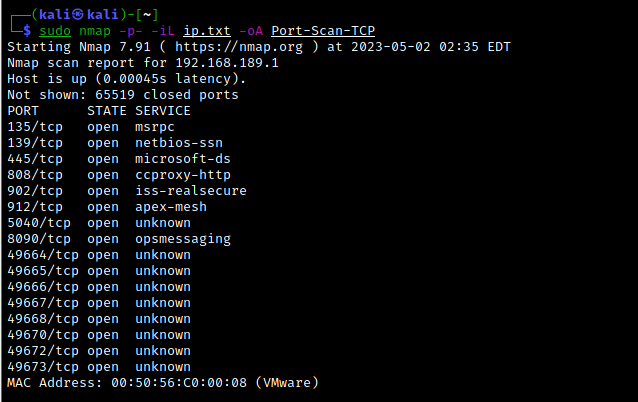 ┌──(kali㉿kali)-[~]
└─$ sudo nmap -p- -iL ip.txt -oA Port-Scan-TCP
Starting Nmap 7.91 ( https://nmap.org ) at 2023-05-02 02:35 EDT
Nmap scan report for 192.168.189.1
Host is up (0.00045s latency).
Not shown: 65519 closed ports
PORT      STATE SERVICE
135/tcp   open  msrpc
139/tcp   open  netbios-ssn
445/tcp   open  microsoft-ds
808/tcp   open  ccproxy-http
902/tcp   open  iss-realsecure
912/tcp   open  apex-mesh
5040/tcp  open  unknown
8090/tcp  open  opsmessaging
49664/tcp open  unknown
49665/tcp open  unknown
49666/tcp open  unknown
49667/tcp open  unknown
49668/tcp open  unknown
49670/tcp open  unknown
49672/tcp open  unknown
49673/tcp open  unknown
MAC Address: 00:50:56:C0:00:08 (VMware)